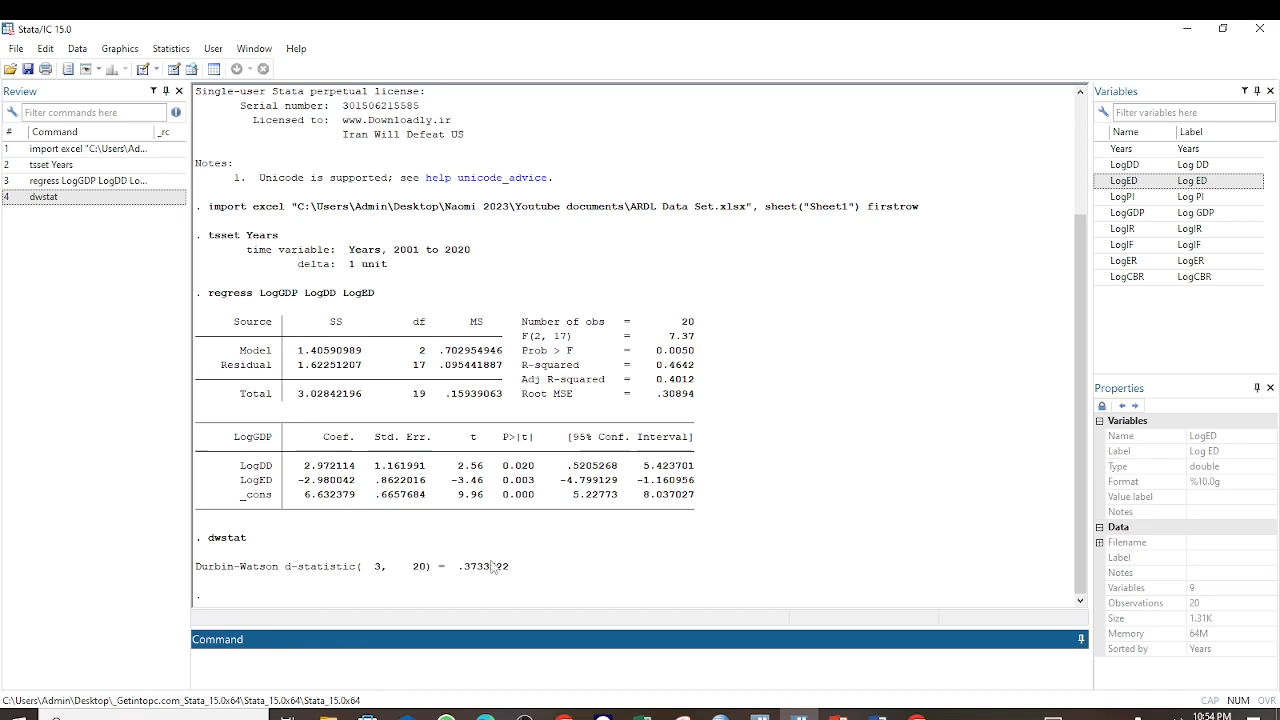 Stata/IC 15.0
File Edit Data Graphics Statistics User Window Help
Review
Filter commands here
# Command _rc
1 import excel "C:\Users\Ad...
2 tsset Years
3 regress LogGDP LogDD Lo...
4 dwstat
Single-user Stata perpetual license:
Serial number: 301506215585
Licensed to: www.Downloadly.ir
Iran Will Defeat US
Notes:
1. Unicode is supported; see help unicode_advice.
. import excel "C:\Users\Admin\Desktop\Naomi 2023\Youtube documents\ARDL Data Set.xlsx", sheet("Sheet1") firstrow
. tsset Years
time variable: Years, 2001 to 2020
delta: 1 unit
. regress LogGDP LogDD LogED
Source SS df MS Number of obs = 20
F(2, 17) = 7.37
Model 1.40590989 2 .702954946 Prob > F = 0.0050
Residual 1.62251207 17 .095441887 R-squared = 0.4642
Adj R-squared = 0.4012
Total 3.02842196 19 .15939063 Root MSE = .30894
LogGDP Coef. Std. Err. t P>|t| [95% Conf. Interval]
LogDD 2.972114 1.161991 2.56 0.020 .5205268 5.423701
LogED -2.980042 .8622016 -3.46 0.003 -4.799129 -1.160956
_cons 6.632379 .6657684 9.96 0.000 5.22773 8.037027
. dwstat
Durbin-Watson d-statistic( 3, 20) =
.
Command
Variables
Filter variables here
Name Label
Years Years
LogDD Log DD
LogED Log ED
LogPI Log PI
LogGDP Log GDP
LogIR LogIR
LogIF LogIF
LogER LogER
LogCBR LogCBR
Properties
Variables
Name LogED
Label Log ED
Type double
Format %10.0g
Value label
Notes
Data
Filename
Label
Notes
Variables 9
Observations 20
Size 1.31K
Memory 64M
Sorted by Years
C:\Users\Admin\Desktop\_Getintopc.com_Stata_15.0x64\Stata_15.0x64\Stata_15.0x64
CAP NUM OVR
10:54 PM